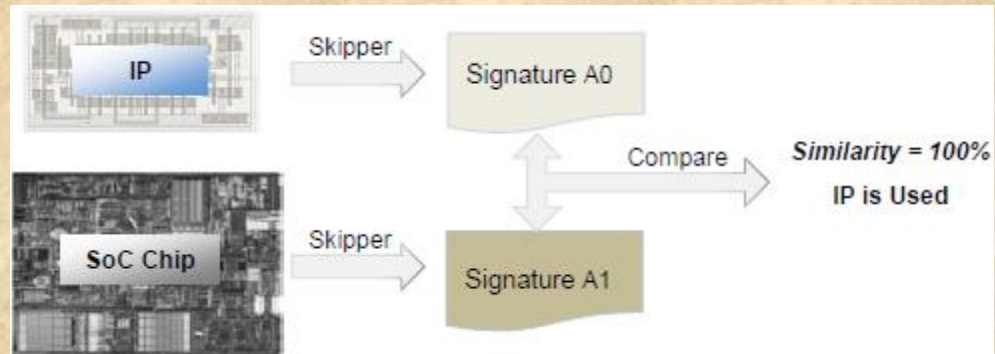 IP
Skipper
Signature A0
Compare
Similarity = 100%
IP is Used
SoC Chip
Skipper
Signature A1